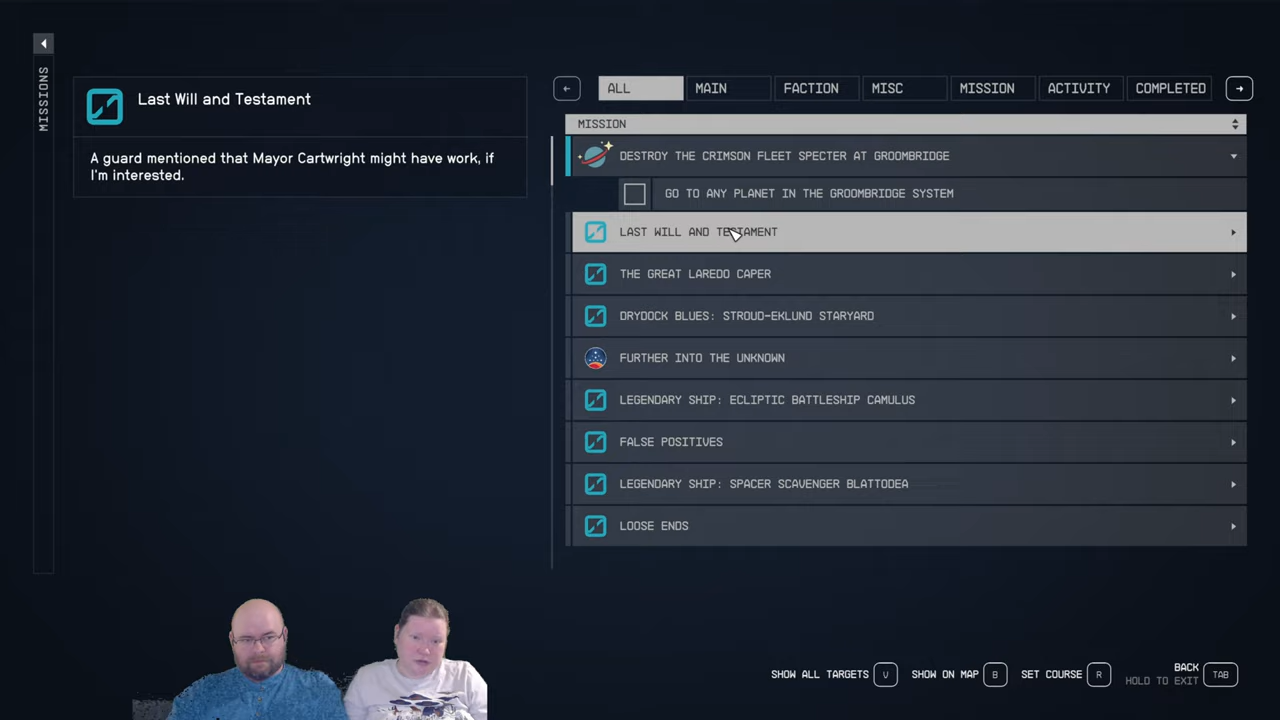 MISSIONS
Last Will and Testament
A guard mentioned that Mayor Cartwright might have work, if
I'm interested.
ALL
MAIN
FACTION
MISC
MISSION
ACTIVITY
COMPLETED
MISSION
DESTROY THE CRIMSON FLEET SPECTER AT GROOMBRIDGE
GO TO ANY PLANET IN THE GROOMBRIDGE SYSTEM
LAST WILL AND TESTAMENT
THE GREAT LAREDO CAPER
DRYDOCK BLUES: STROUD-EKLUND STARYARD
FURTHER INTO THE UNKNOWN
LEGENDARY SHIP: ECLIPTIC BATTLESHIP CAMULUS
FALSE POSITIVES
LEGENDARY SHIP: SPACER SCAVENGER BLATTODEA
LOOSE ENDS
SHOW ALL TARGETS V
SHOW ON MAP B
SET COURSE R
BACK
HOLD TO EXIT
TAB